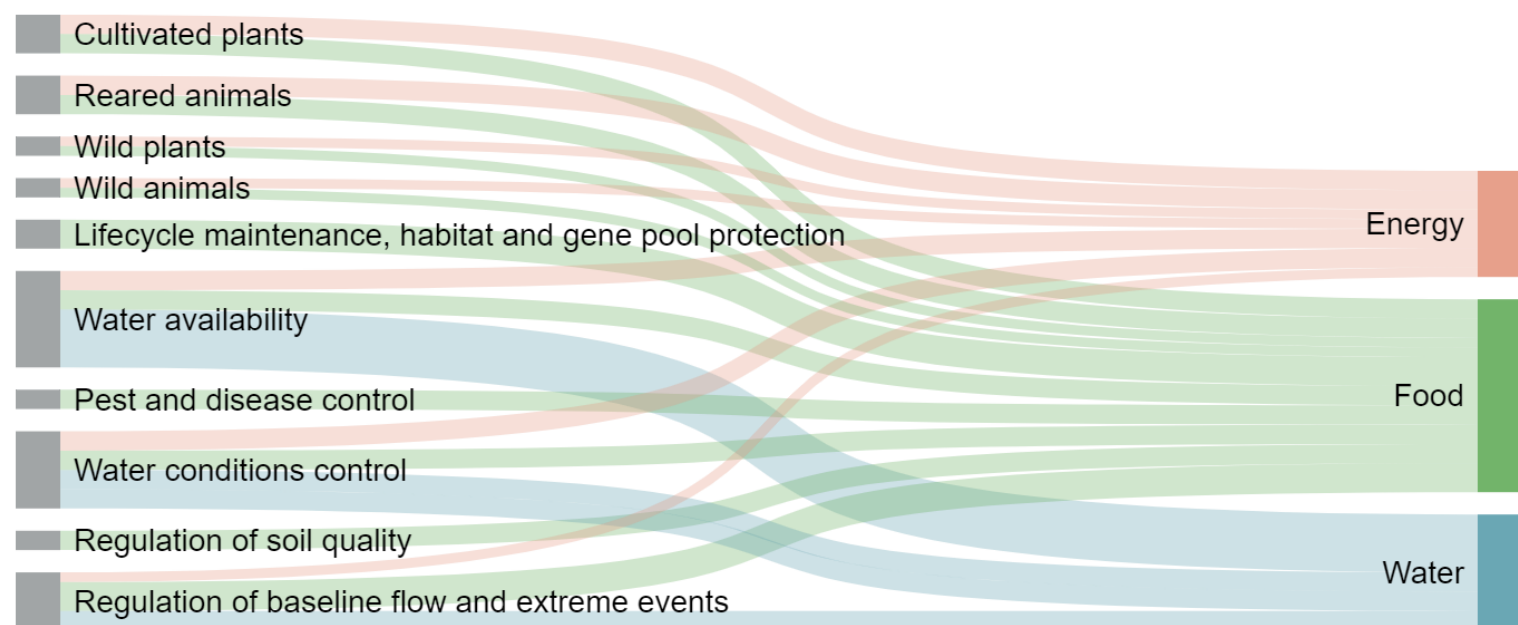 Cultivated plants
Reared animals
Wild plants
Wild animals
Lifecycle maintenance, habitat and gene pool protection
Water availability
Pest and disease control
Water conditions control
Regulation of soil quality
Regulation of baseline flow and extreme events
Energy
Food
Water